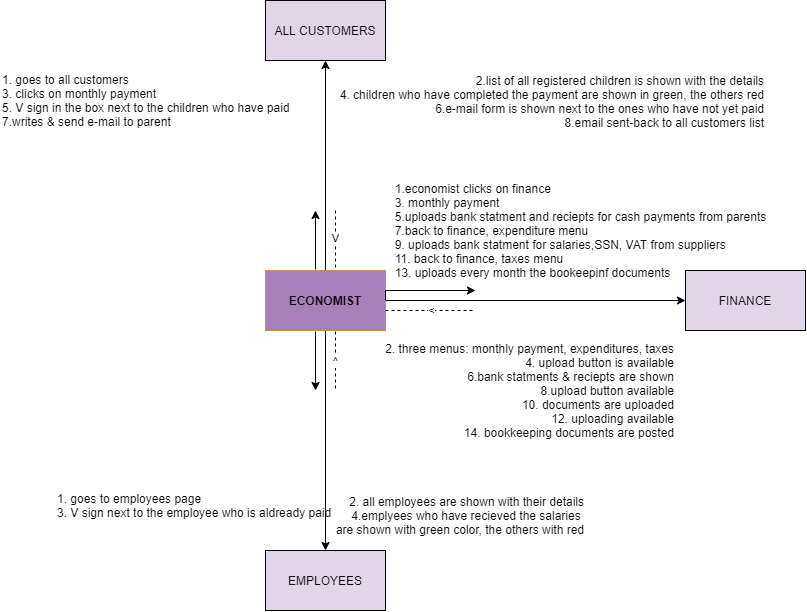 ALL CUSTOMERS
1. goes to all customers
3. clicks on monthly payment
5. V sign in the box next to the children who have paid
7.writes & send e-mail to parent
2.list of all registered children is shown with the details
4. children who have completed the payment are shown in green, the others red
6.e-mail form is shown next to the ones who have not yet paid
8.email sent-back to all customers list
1.economist clicks on finance
3. monthly payment
5.uploads bank statment and reciepts for cash payments from parents
7.back to finance, expenditure menu
9. uploads bank statment for salaries,SSN, VAT from suppliers
11. back to finance, taxes menu
13. uploads every month the bookeepinf documents
V
ECONOMIST
FINANCE
<
^
2. three menus: monthly payment, expenditures, taxes
4. upload button is available
6.bank statments & reciepts are shown
8.upload button available
10. documents are uploaded
12. uploading available
14. bookkeeping documents are posted
1. goes to employees page
3. V sign next to the employee who is aldready paid
2. all employees are shown with their details
4.emplyees who have recieved the salaries
are shown with green color, the others with red
EMPLOYEES